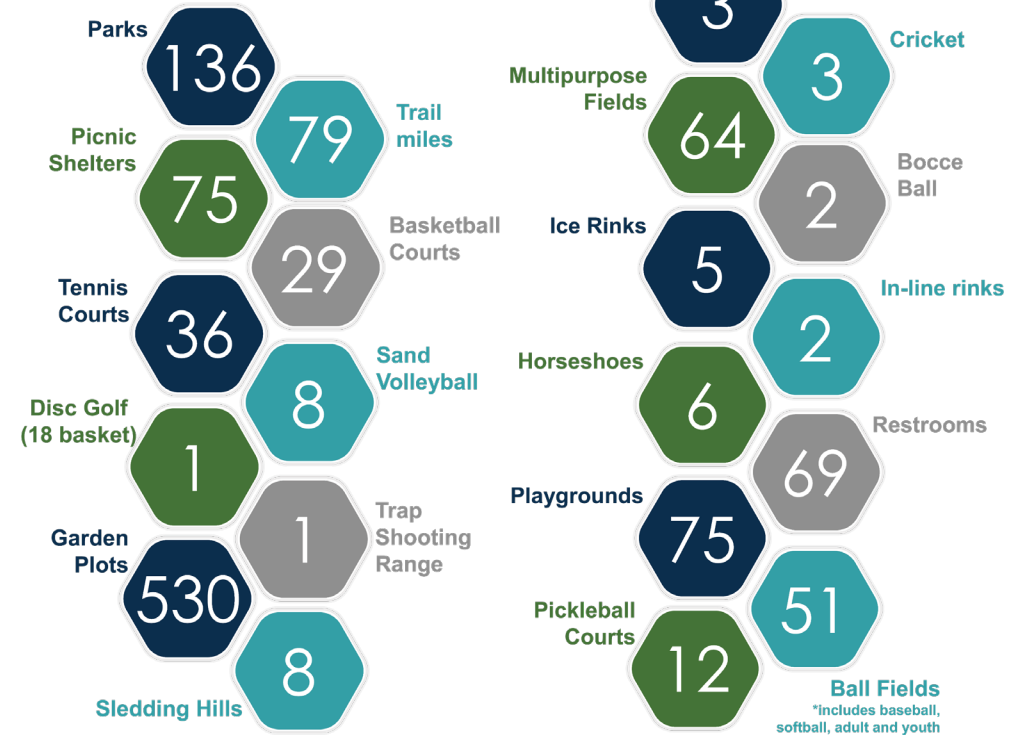 Parks
136
Trail
miles
79
Picnic
Shelters
75
Basketball
Courts
29
Tennis
Courts
36
Sand
Volleyball
8
Disc Golf
(18 basket)
1
Trap
Shooting
Range
1
Garden
Plots
530
Sledding Hills
8
3
Cricket
3
Multipurpose
Fields
64
Bocce
Ball
2
Ice Rinks
5
In-line rinks
2
Horseshoes
6
Restrooms
69
Playgrounds
75
51
Ball Fields
*includes baseball,
softball, adult and youth
Pickleball
Courts
12